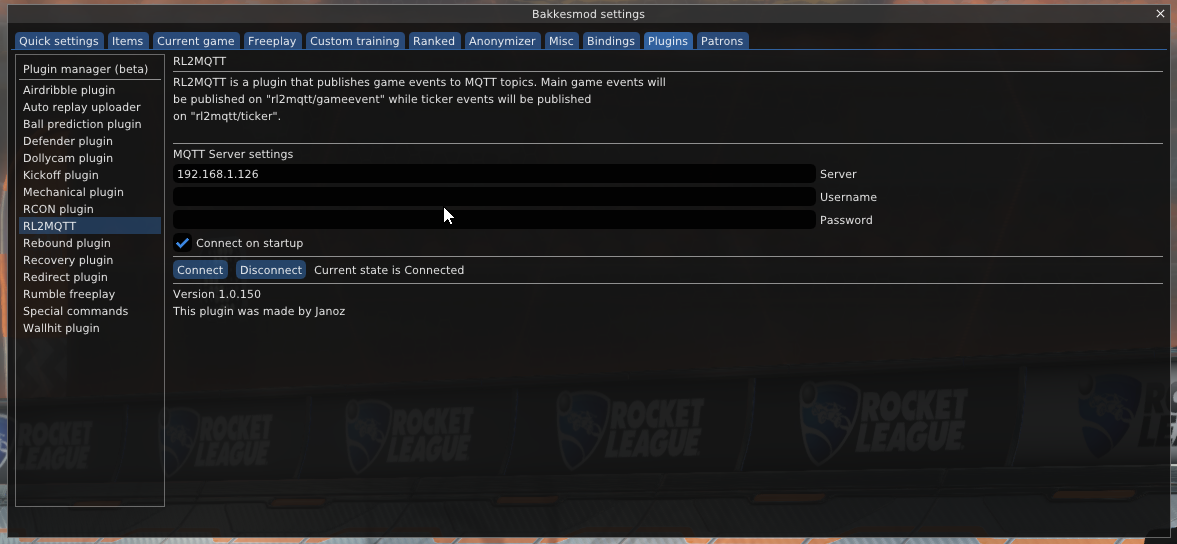 Bakkesmod settings
Quick settings Items Current game Freeplay Custom training Ranked Anonymizer Misc Bindings Plugins Patrons
Plugin manager (beta)
Airdribble plugin
Auto replay uploader
Ball prediction plugin
Defender plugin
Dollycam plugin
Kickoff plugin
Mechanical plugin
RCON plugin
RL2MQTT
Rebound plugin
Recovery plugin
Redirect plugin
Rumble freeplay
Special commands
Wallhit plugin
RL2MQTT
RL2MQTT is a plugin that publishes game events to MQTT topics. Main game events will
be published on "rl2mqtt/gameevent" while ticker events will be published
on "rl2mqtt/ticker".
MQTT Server settings
192.168.1.126 Server
Username
Password
Connect on startup
Connect Disconnect Current state is Connected
Version 1.0.150
This plugin was made by Janoz
ROCKET
LEAGUE
ROCKET
LEAGUE
ROCKET
LEAGUE
ROCKET
LEAGUE
ROCKET
LEAGUE